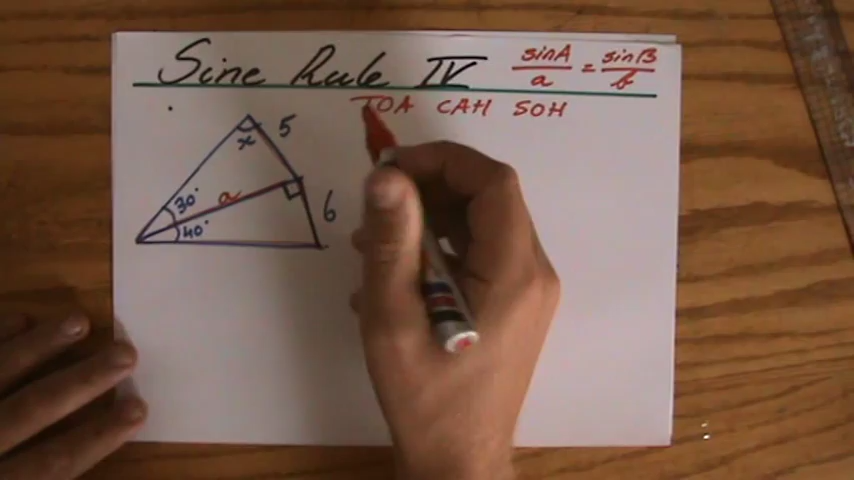 Sine Rule IV
sinA/a = sinB/b
TOA CAH SOH
5
x
30°
a
6
40°